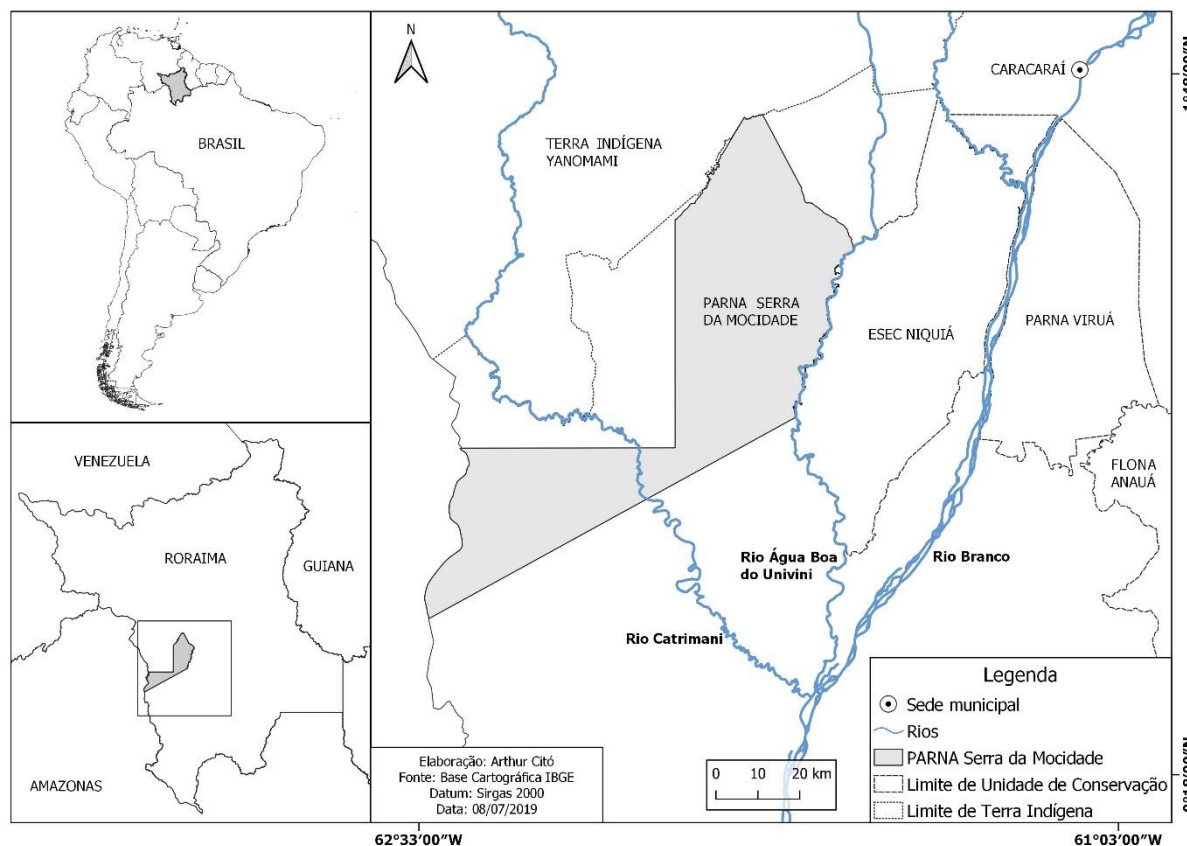 BRASIL
VENEZUELA
RORAIMA
GUIANA
AMAZONAS
N
CARACARAÍ
TERRA INDÍGENA
YANOMAMI
PARNA SERRA
DA MOCIDADE
ESEC NIQUIÁ
PARNA VIRUÁ
FLONA
ANAUÁ
Rio Água Boa
do Univini
Rio Branco
Rio Catrimani
Elaboração: Arthur Citó
Fonte: Base Cartográfica IBGE
Datum: Sirgas 2000
Data: 08/07/2019
0 10 20 km
Legenda
Sede municipal
Rios
PARNA Serra da Mocidade
Limite de Unidade de Conservação
Limite de Terra Indígena
62°33'00"W
61°03'00"W